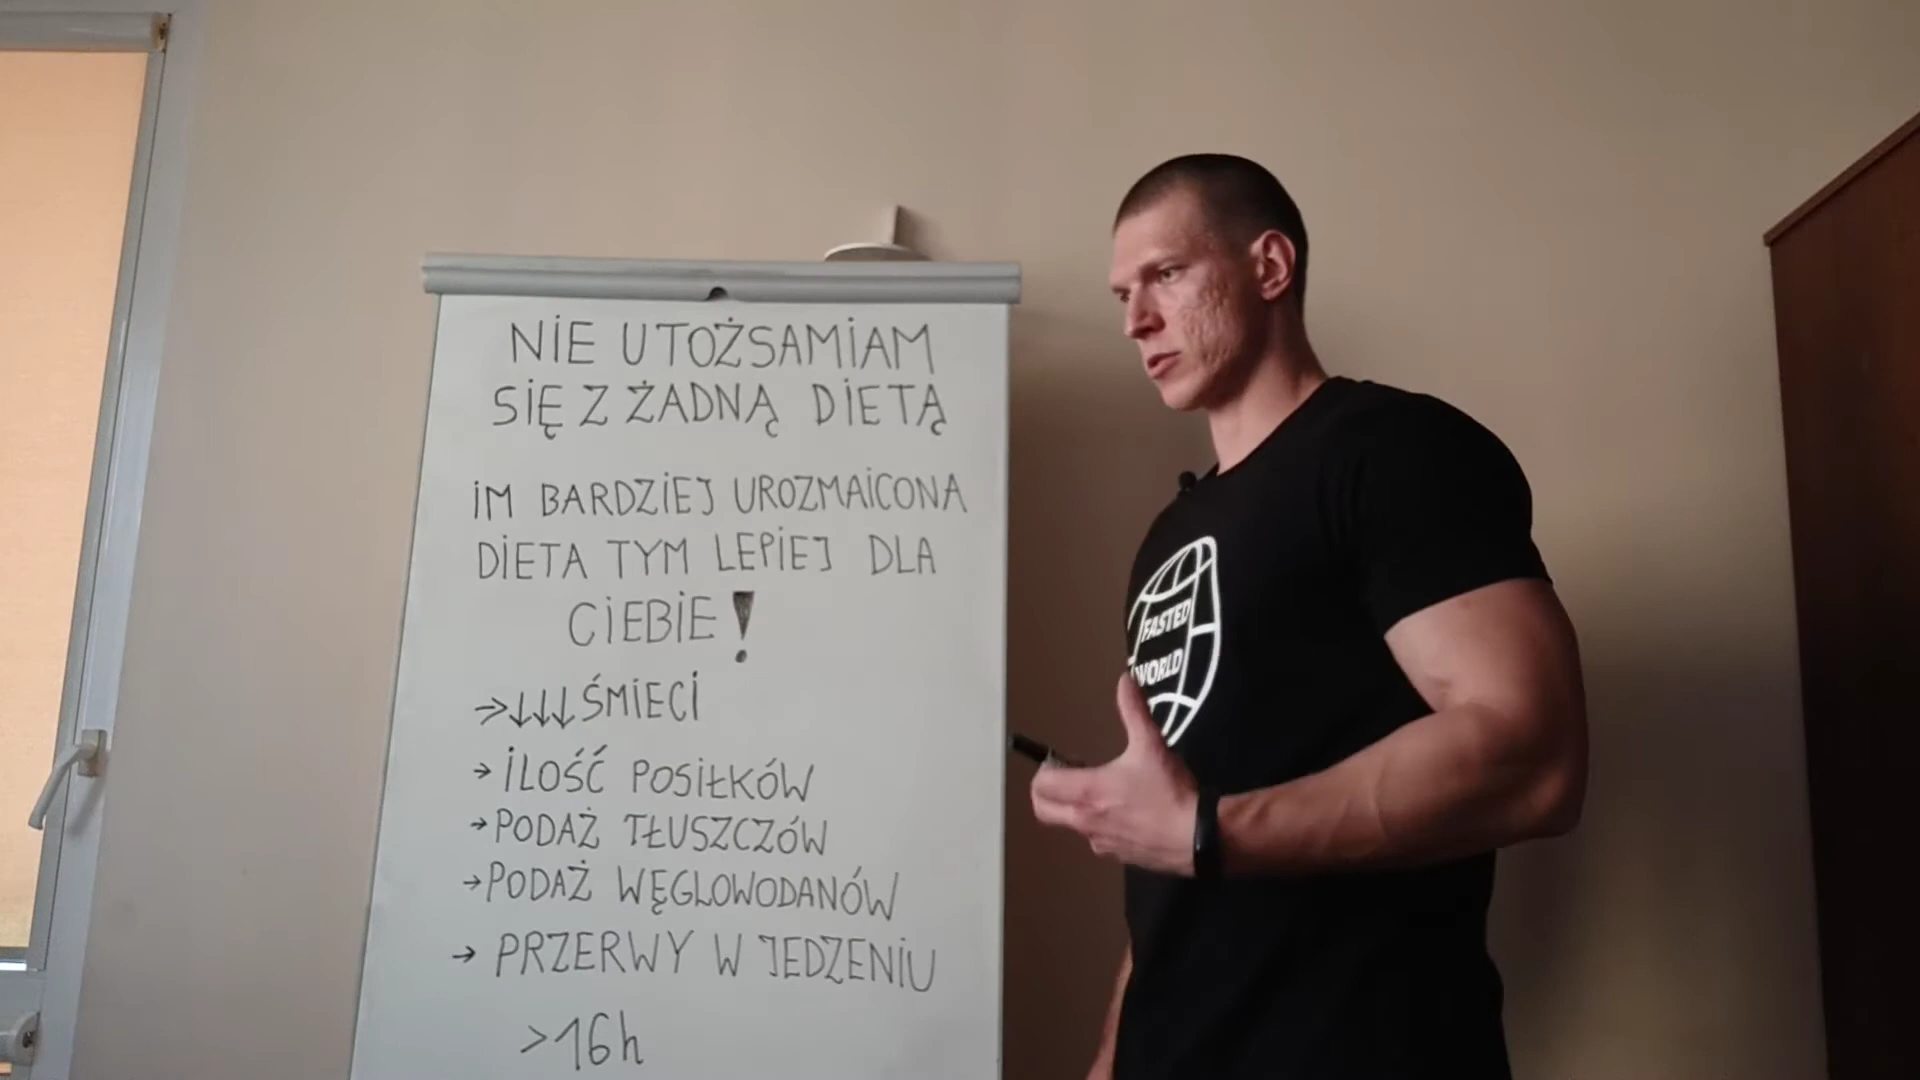 NIE UTOŻSAMIAM
SIĘ Z ŻADNĄ DIETĄ
IM BARDZIEJ UROZMAICONA
DIETA TYM LEPIEJ DLA
CIEBIE!
→↓↓↓ŚMIECI
→ ILOŚĆ POSIŁKÓW
→ PODAŻ TŁUSZCZÓW
→ PODAŻ WĘGLOWODANÓW
→ PRZERWY W JEDZENIU
>16h
FASTED
WORLD